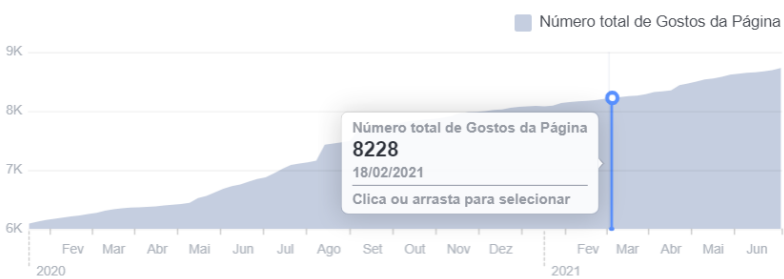 Número total de Gostos da Página
9K
8K
7K
6K
Número total de Gostos da Página
8228
18/02/2021
Clica ou arrasta para selecionar
Fev Mar Abr Mai Jun Jul Ago Set Out Nov Dez Fev Mar Abr Mai Jun
2020 2021